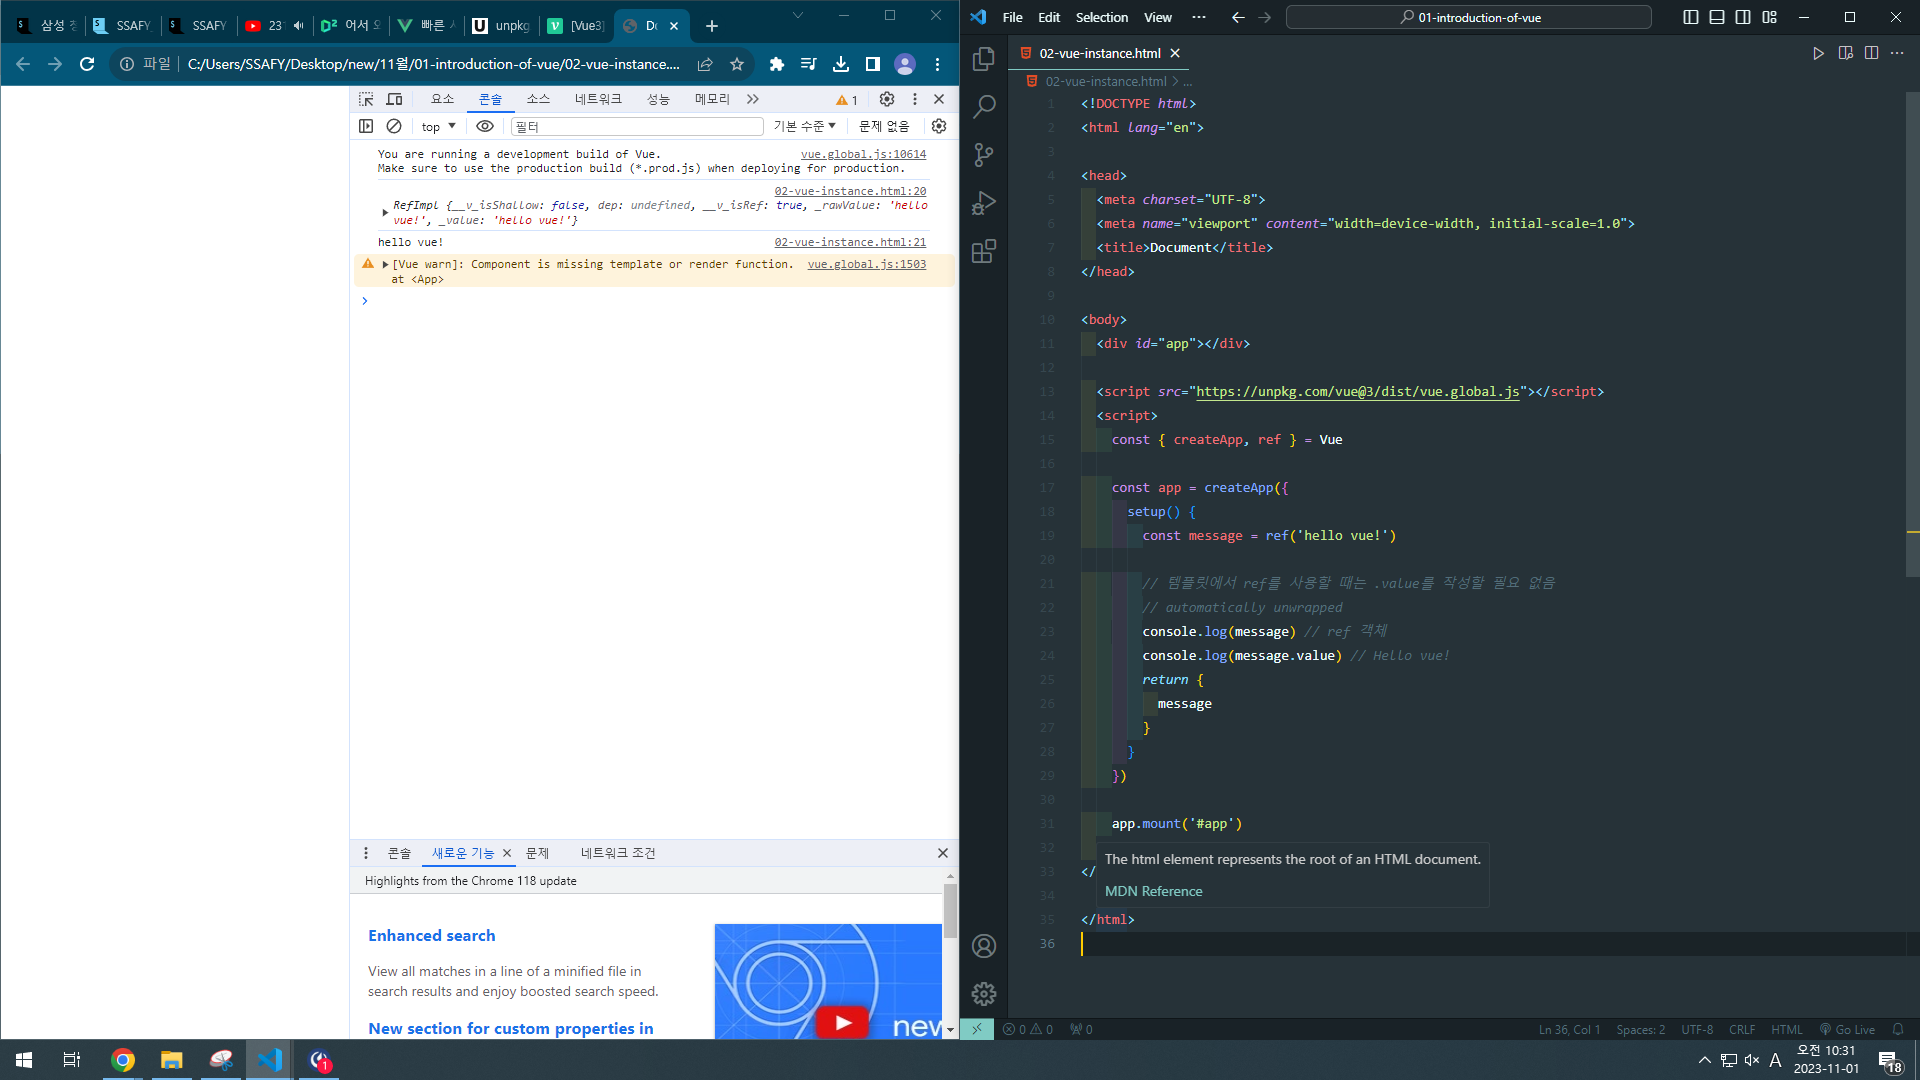 삼성 청
SSAFY
SSAFY
23
어서 오
빠른 시
unpkg
[Vue3]
Do
파일
C:/Users/SSAFY/Desktop/new/11월/01-introduction-of-vue/02-vue-instance....
요소
콘솔
소스
네트워크
성능
메모리
1
top
필터
기본 수준
문제 없음
You are running a development build of Vue.
vue.global.js:10614
Make sure to use the production build (*.prod.js) when deploying for production.
02-vue-instance.html:20
RefImpl {__v_isShallow: false, dep: undefined, __v_isRef: true, _rawValue: 'hello
vue!', _value: 'hello vue!'}
hello vue!
02-vue-instance.html:21
[Vue warn]: Component is missing template or render function.
vue.global.js:1503
at <App>
콘솔
새로운 기능
문제
네트워크 조건
Highlights from the Chrome 118 update
Enhanced search
View all matches in a line of a minified file in
search results and enjoy boosted search speed.
New section for custom properties in
new
File
Edit
Selection
View
01-introduction-of-vue
02-vue-instance.html
02-vue-instance.html > ...
1 <!DOCTYPE html>
2 <html lang="en">
3
4 <head>
5 <meta charset="UTF-8">
6 <meta name="viewport" content="width=device-width, initial-scale=1.0">
7 <title>Document</title>
8 </head>
9
10 <body>
11 <div id="app"></div>
12
13 <script src="https://unpkg.com/vue@3/dist/vue.global.js"></script>
14 <script>
15 const { createApp, ref } = Vue
16
17 const app = createApp({
18 setup() {
19 const message = ref('hello vue!')
20
21 // 템플릿에서 ref를 사용할 때는 .value를 작성할 필요 없음
22 // automatically unwrapped
23 console.log(message) // ref 객체
24 console.log(message.value) // Hello vue!
25 return {
26 message
27 }
28 }
29 })
30
31 app.mount('#app')
32
The html element represents the root of an HTML document.
33 </
MDN Reference
34
35 </html>
36
0
0
0
Ln 36, Col 1
Spaces: 2
UTF-8
CRLF
HTML
Go Live
1
A
오전 10:31
2023-11-01
18